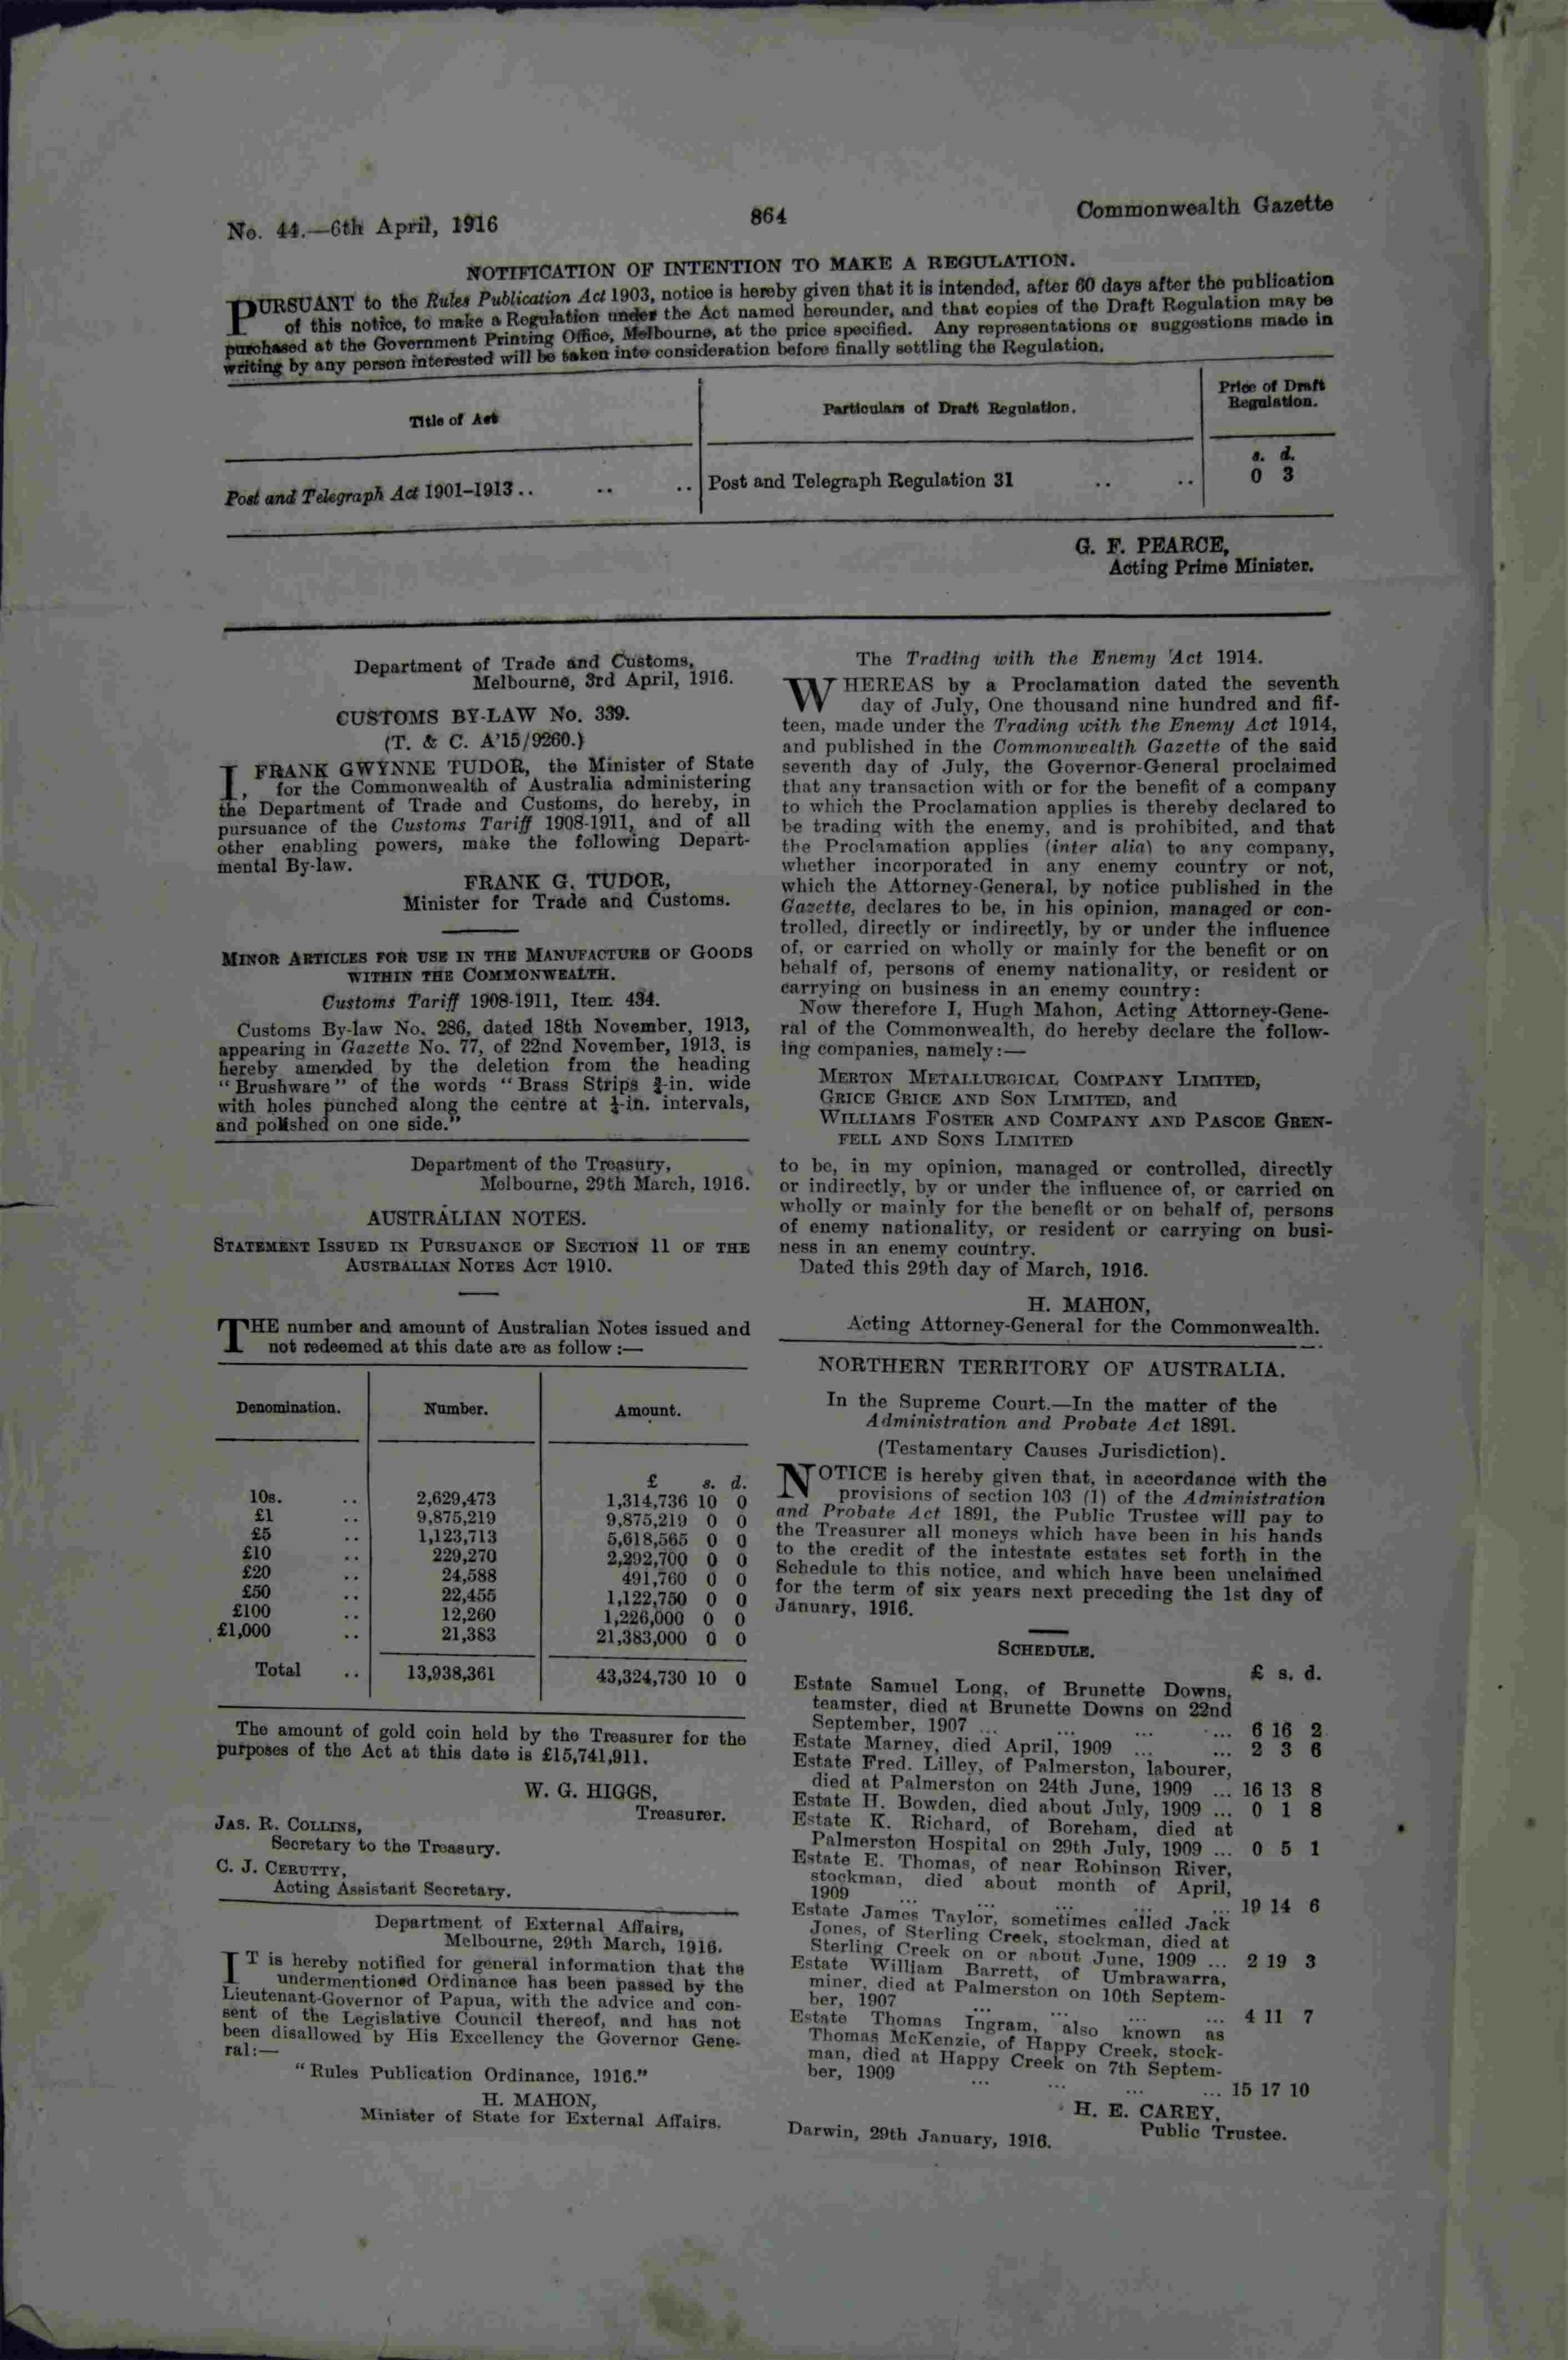 No. 44.—6th April, 1916
864
Commonwealth Gazette
NOTIFICATION OF INTENTION TO MAKE A REGULATION.
PURSUANT to the Rules Publication Act 1903, notice is hereby given that it is intended, after 60 days after the publication
of this notice, to make a Regulation under the Act named hereunder, and that copies of the Draft Regulation may be
purchased at the Government Printing Office, Melbourne, at the price specified. Any representations or suggestions made in
writing by any person interested will be taken into consideration before finally settling the Regulation.
Title of Act
Particulars of Draft Regulation.
Price of Draft
Regulation.
s. d.
Post and Telegraph Act 1901–1913 .. .. ..
Post and Telegraph Regulation 31 .. ..
0 3
G. F. PEARCE,
Acting Prime Minister.
Department of Trade and Customs,
Melbourne, 3rd April, 1916.
CUSTOMS BY-LAW No. 339.
(T. & C. A'15/9260.)
I, FRANK GWYNNE TUDOR, the Minister of State
for the Commonwealth of Australia administering
the Department of Trade and Customs, do hereby, in
pursuance of the Customs Tariff 1908-1911, and of all
other enabling powers, make the following Depart-
mental By-law.
FRANK G. TUDOR,
Minister for Trade and Customs.
MINOR ARTICLES FOR USE IN THE MANUFACTURE OF GOODS
WITHIN THE COMMONWEALTH.
Customs Tariff 1908-1911, Item 434.
Customs By-law No. 286, dated 18th November, 1913,
appearing in Gazette No. 77, of 22nd November, 1913, is
hereby amended by the deletion from the heading
"Brushware" of the words "Brass Strips ¾-in. wide
with holes punched along the centre at ¼-in. intervals,
and polished on one side."
Department of the Treasury,
Melbourne, 29th March, 1916.
AUSTRALIAN NOTES.
STATEMENT ISSUED IN PURSUANCE OF SECTION 11 OF THE
AUSTRALIAN NOTES ACT 1910.
THE number and amount of Australian Notes issued and
not redeemed at this date are as follow :—
Denomination. Number. Amount.
£ s. d.
10s. .. 2,629,473 1,314,736 10 0
£1 .. 9,875,219 9,875,219 0 0
£5 .. 1,123,713 5,618,565 0 0
£10 .. 229,270 2,292,700 0 0
£20 .. 24,588 491,760 0 0
£50 .. 22,455 1,122,750 0 0
£100 .. 12,260 1,226,000 0 0
£1,000 .. 21,383 21,383,000 0 0
Total .. 13,938,361 43,324,730 10 0
The amount of gold coin held by the Treasurer for the
purposes of the Act at this date is £15,741,911.
W. G. HIGGS,
Treasurer.
JAS. R. COLLINS,
Secretary to the Treasury.
C. J. CERUTTY,
Acting Assistant Secretary.
Department of External Affairs,
Melbourne, 29th March, 1916.
IT is hereby notified for general information that the
undermentioned Ordinance has been passed by the
Lieutenant-Governor of Papua, with the advice and con-
sent of the Legislative Council thereof, and has not
been disallowed by His Excellency the Governor Gene-
ral:—
"Rules Publication Ordinance, 1916."
H. MAHON,
Minister of State for External Affairs.
The Trading with the Enemy Act 1914.
WHEREAS by a Proclamation dated the seventh
day of July, One thousand nine hundred and fif-
teen, made under the Trading with the Enemy Act 1914,
and published in the Commonwealth Gazette of the said
seventh day of July, the Governor-General proclaimed
that any transaction with or for the benefit of a company
to which the Proclamation applies is thereby declared to
be trading with the enemy, and is prohibited, and that
the Proclamation applies (inter alia) to any company,
whether incorporated in any enemy country or not,
which the Attorney-General, by notice published in the
Gazette, declares to be, in his opinion, managed or con-
trolled, directly or indirectly, by or under the influence
of, or carried on wholly or mainly for the benefit or on
behalf of, persons of enemy nationality, or resident or
carrying on business in an enemy country:
Now therefore I, Hugh Mahon, Acting Attorney-Gene-
ral of the Commonwealth, do hereby declare the follow-
ing companies, namely:—
MERTON METALLURGICAL COMPANY LIMITED,
GRICE GRICE AND SON LIMITED, and
WILLIAMS FOSTER AND COMPANY AND PASCOE GREN-
FELL AND SONS LIMITED
to be, in my opinion, managed or controlled, directly
or indirectly, by or under the influence of, or carried on
wholly or mainly for the benefit or on behalf of, persons
of enemy nationality, or resident or carrying on busi-
ness in an enemy country.
Dated this 29th day of March, 1916.
H. MAHON,
Acting Attorney-General for the Commonwealth.
NORTHERN TERRITORY OF AUSTRALIA.
In the Supreme Court.—In the matter of the
Administration and Probate Act 1891.
(Testamentary Causes Jurisdiction).
NOTICE is hereby given that, in accordance with the
provisions of section 103 (1) of the Administration
and Probate Act 1891, the Public Trustee will pay to
the Treasurer all moneys which have been in his hands
to the credit of the intestate estates set forth in the
Schedule to this notice, and which have been unclaimed
for the term of six years next preceding the 1st day of
January, 1916.
SCHEDULE.
£ s. d.
Estate Samuel Long, of Brunette Downs,
teamster, died at Brunette Downs on 22nd
September, 1907 ... ... ... ... 6 16 2
Estate Marney, died April, 1909 ... ... 2 3 6
Estate Fred. Lilley, of Palmerston, labourer,
died at Palmerston on 24th June, 1909 ... 16 13 8
Estate H. Bowden, died about July, 1909 ... 0 1 8
Estate K. Richard, of Boreham, died at
Palmerston Hospital on 29th July, 1909 ... 0 5 1
Estate E. Thomas, of near Robinson River,
stockman, died about month of April,
1909 ... ... ... ... 19 14 6
Estate James Taylor, sometimes called Jack
Jones, of Sterling Creek, stockman, died at
Sterling Creek on or about June, 1909 ... 2 19 3
Estate William Barrett, of Umbrawarra,
miner, died at Palmerston on 10th Septem-
ber, 1907 ... ... ... ... 4 11 7
Estate Thomas Ingram, also known as
Thomas McKenzie, of Happy Creek, stock-
man, died at Happy Creek on 7th Septem-
ber, 1909 ... ... ... ... 15 17 10
H. E. CAREY,
Public Trustee.
Darwin, 29th January, 1916.